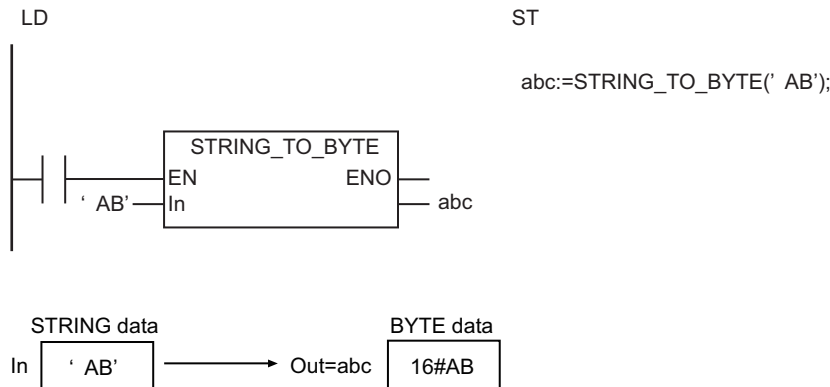 LD
ST
abc:=STRING_TO_BYTE(’ AB’);
STRING_TO_BYTE
EN ENO
‘ AB’ In abc
STRING data BYTE data
In ‘ AB’ Out=abc 16#AB